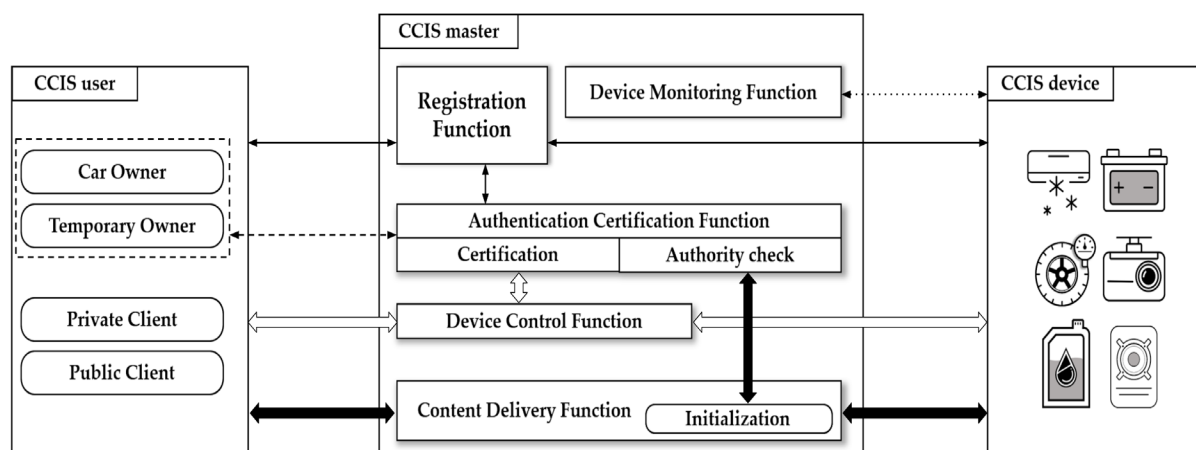 CCIS user
Car Owner
Temporary Owner
Private Client
Public Client
CCIS master
Registration
Function
Device Monitoring Function
Authentication Certification Function
Certification
Authority check
Device Control Function
Content Delivery Function
Initialization
CCIS device
+ -